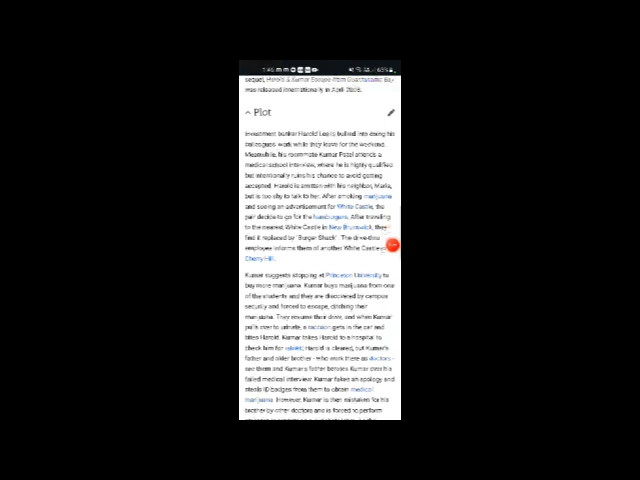 sequel, Harold & Kumar Escape from Guantanamo Bay
was released internationally in April 2008.
Plot
Investment banker Harold Lee is bullied into doing his
colleagues' work while they leave for the weekend.
Meanwhile, his roommate Kumar Patel attends a
medical school interview, where he is highly qualified
but intentionally ruins his chance to avoid getting
accepted. Harold is smitten with his neighbor, Maria,
but is too shy to talk to her. After smoking marijuana
and seeing an advertisement for White Castle, the
pair decide to go for the hamburgers. After traveling
to the nearest White Castle in New Brunswick, they
find it replaced by "Burger Shack". The drive-thru
employee informs them of another White Castle
Cherry Hill.
Kumar suggests stopping at Princeton University to
buy more marijuana. Kumar buys marijuana from one
of the students and they are discovered by campus
security and forced to escape, ditching their
marijuana. They resume their drive, and when Kumar
pulls over to urinate, a raccoon gets in the car and
bites Harold. Kumar takes Harold to a hospital to
check him for rabies; Harold is cleared, but Kumar's
father and older brother - who work there as doctors -
see them and Kumar's father berates Kumar over his
failed medical interview. Kumar fakes an apology and
steals ID badges from them to obtain medical
marijuana. However, Kumar is then mistaken for his
brother by other doctors and is forced to perform